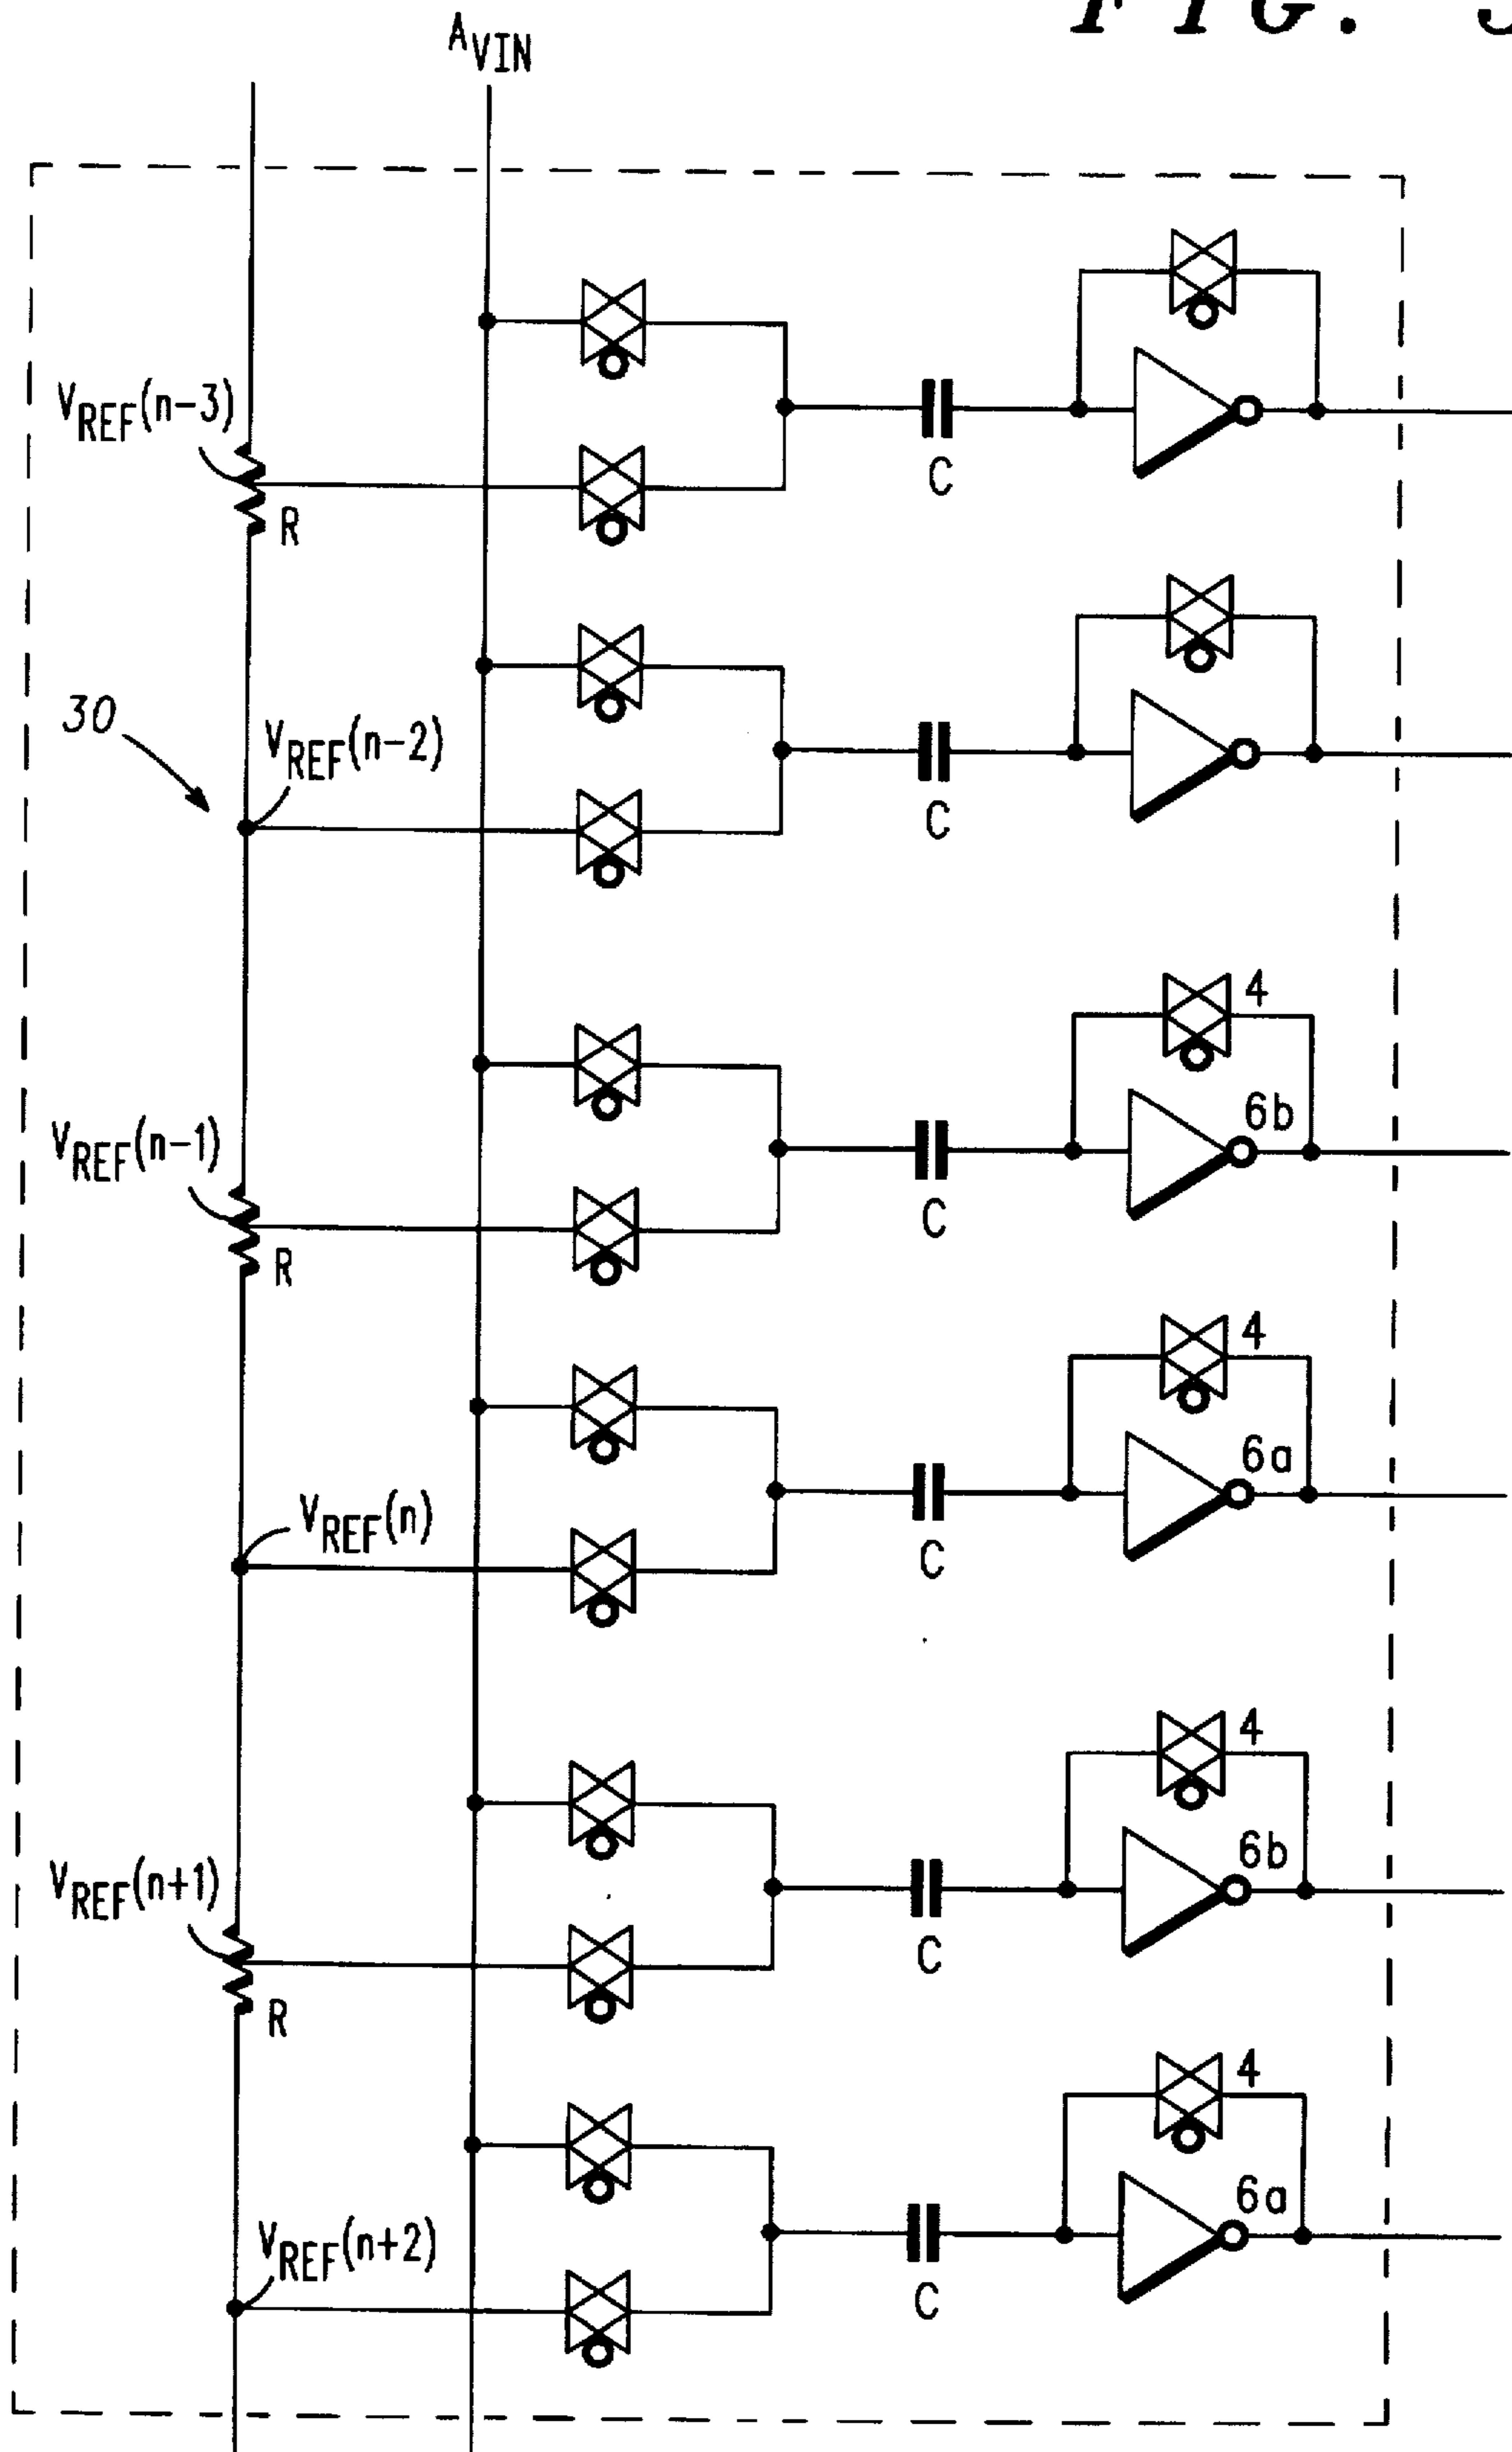 FIG.
AVIN
VREF(n-3)
C
R
30
VREF(n-2)
C
4
6b
VREF(n-1)
C
R
4
6a
VREF(n)
C
4
6b
VREF(n+1)
C
R
4
6a
VREF(n+2)
C